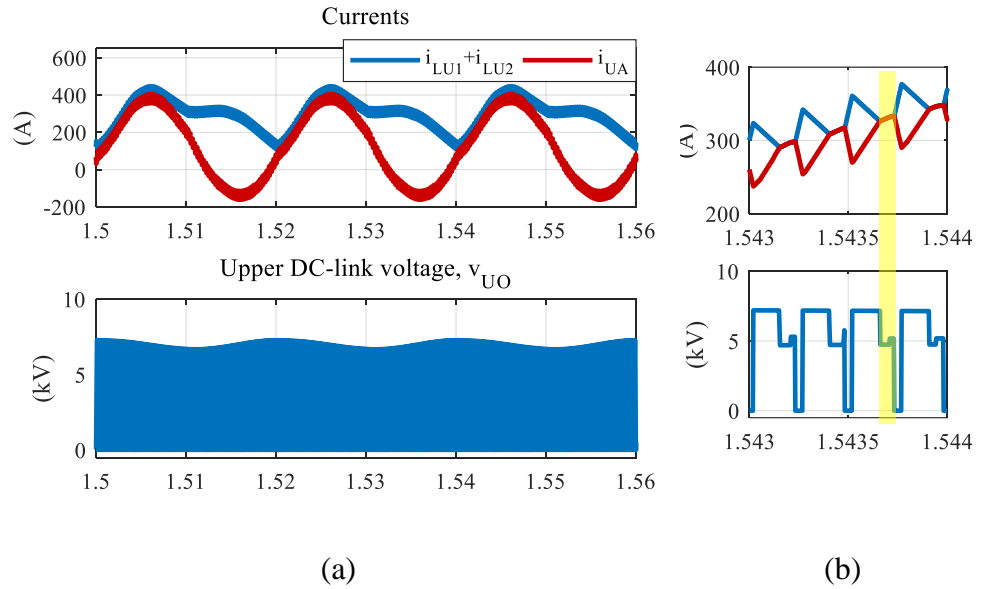 Currents
i_LU1+i_LU2 i_UA
600
400
200
0
-200
(A)
1.5 1.51 1.52 1.53 1.54 1.55 1.56
Upper DC-link voltage, v_UO
10
5
0
(kV)
1.5 1.51 1.52 1.53 1.54 1.55 1.56
(a)
400
300
200
(A)
1.543 1.5435 1.544
10
5
0
(kV)
1.543 1.5435 1.544
(b)